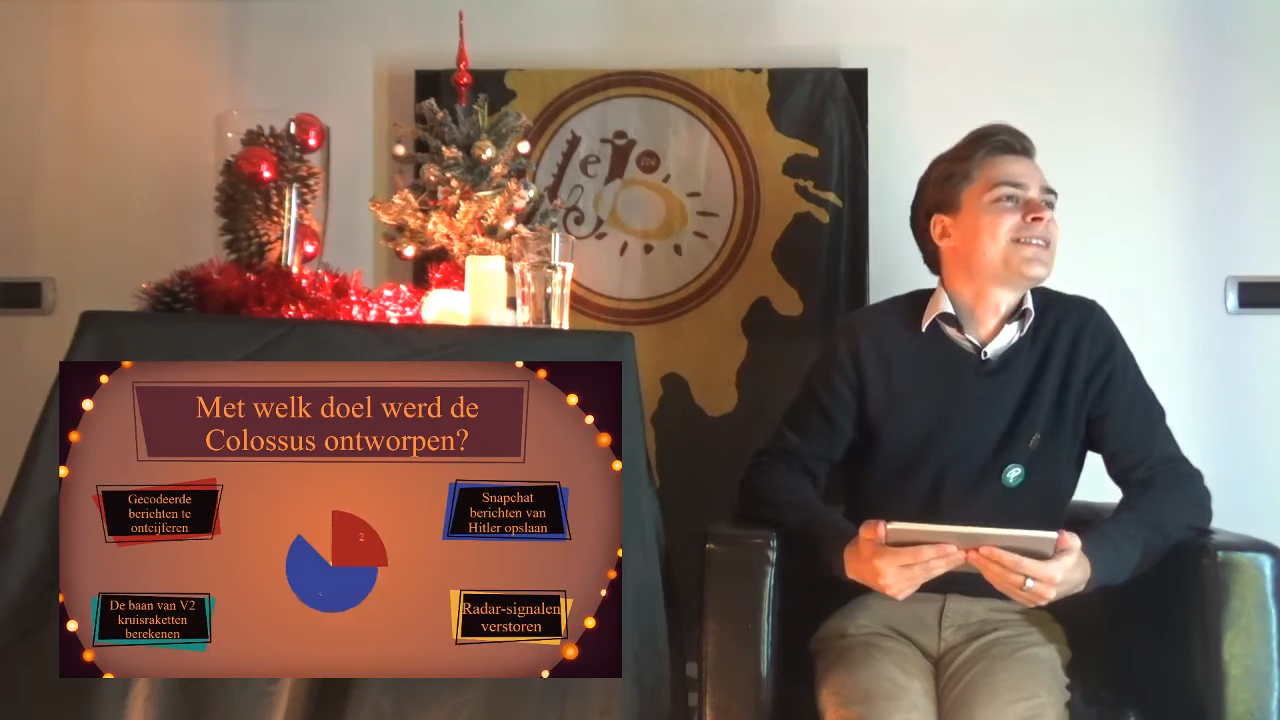 Met welk doel werd de
Colossus ontworpen?
Gecodeerde
berichten te
ontcijferen
Snapchat
berichten van
Hitler opslaan
2
De baan van V2
kruisraketten
berekenen
Radar-signalen
verstoren